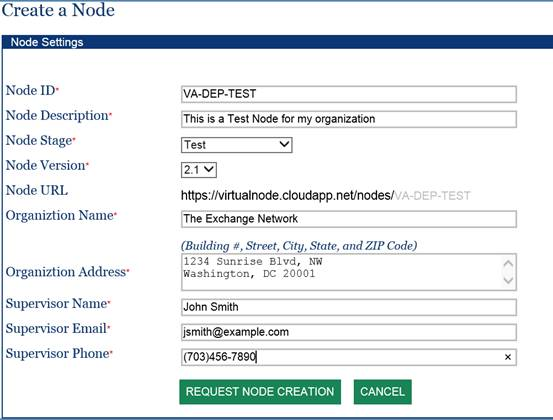 Create a Node
Node Settings
Node ID* VA-DEP-TEST
Node Description* This is a Test Node for my organization
Node Stage* Test
Node Version* 2.1
Node URL https://virtualnode.cloudapp.net/nodes/VA-DEP-TEST
Organiztion Name* The Exchange Network
(Building #, Street, City, State, and ZIP Code)
Organiztion Address* 1234 Sunrise Blvd, NW
Washington, DC 20001
Supervisor Name* John Smith
Supervisor Email* jsmith@example.com
Supervisor Phone* (703)456-7890 ×
REQUEST NODE CREATION CANCEL